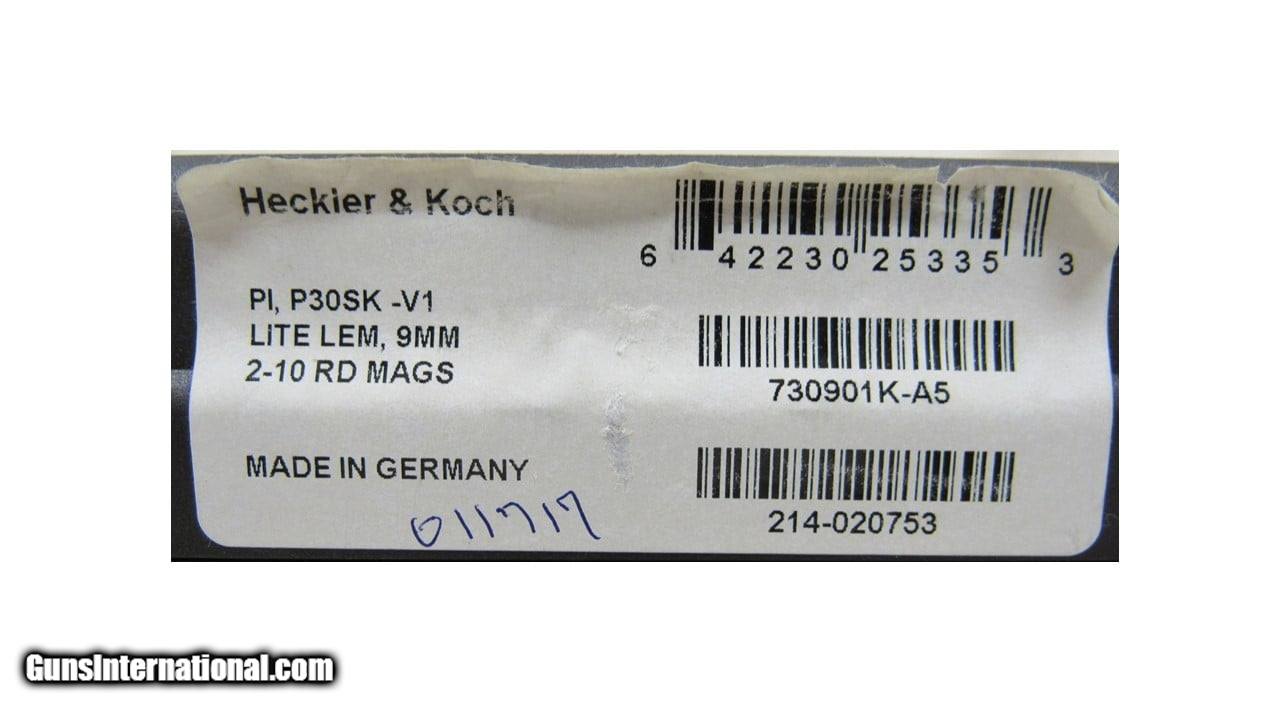 Heckler & Koch
6 42230 25335 3
PI, P30SK -V1
LITE LEM, 9MM
2-10 RD MAGS
730901K-A5
MADE IN GERMANY
011717
214-020753
GunsInternational.com